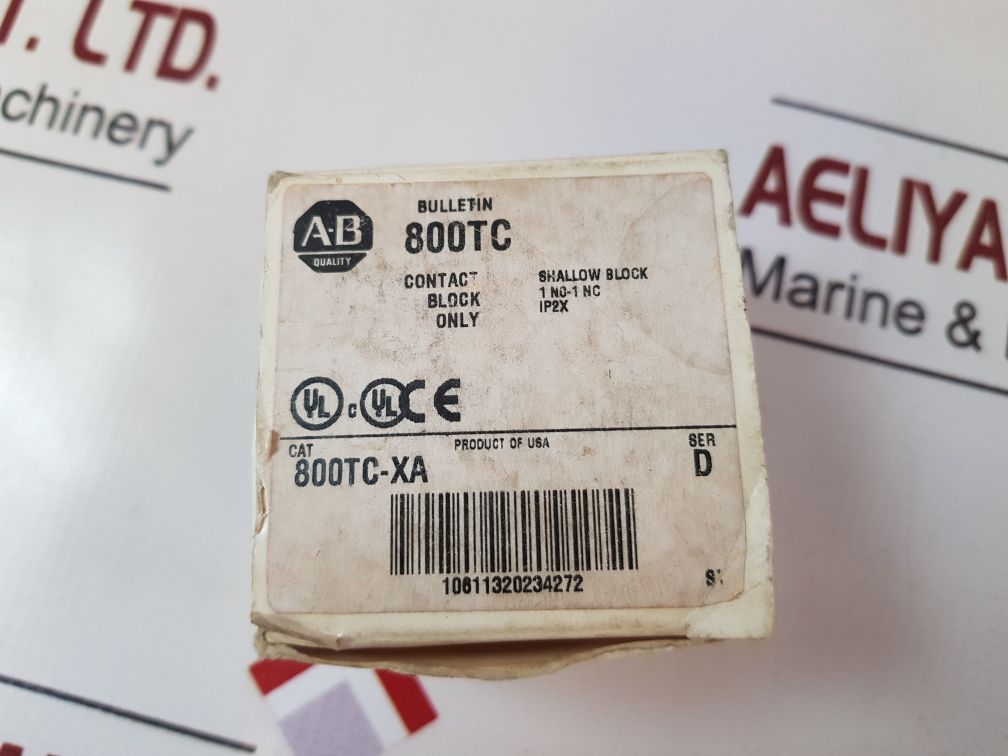 T. LTD.
chinery
AELIYA
Marine &
A-B
QUALITY
BULLETIN
800TC
CONTACT
BLOCK
ONLY
SHALLOW BLOCK
1 NO-1 NC
IP2X
UL c UL CE
CAT
800TC-XA
PRODUCT OF USA
SER
D
10611320234272